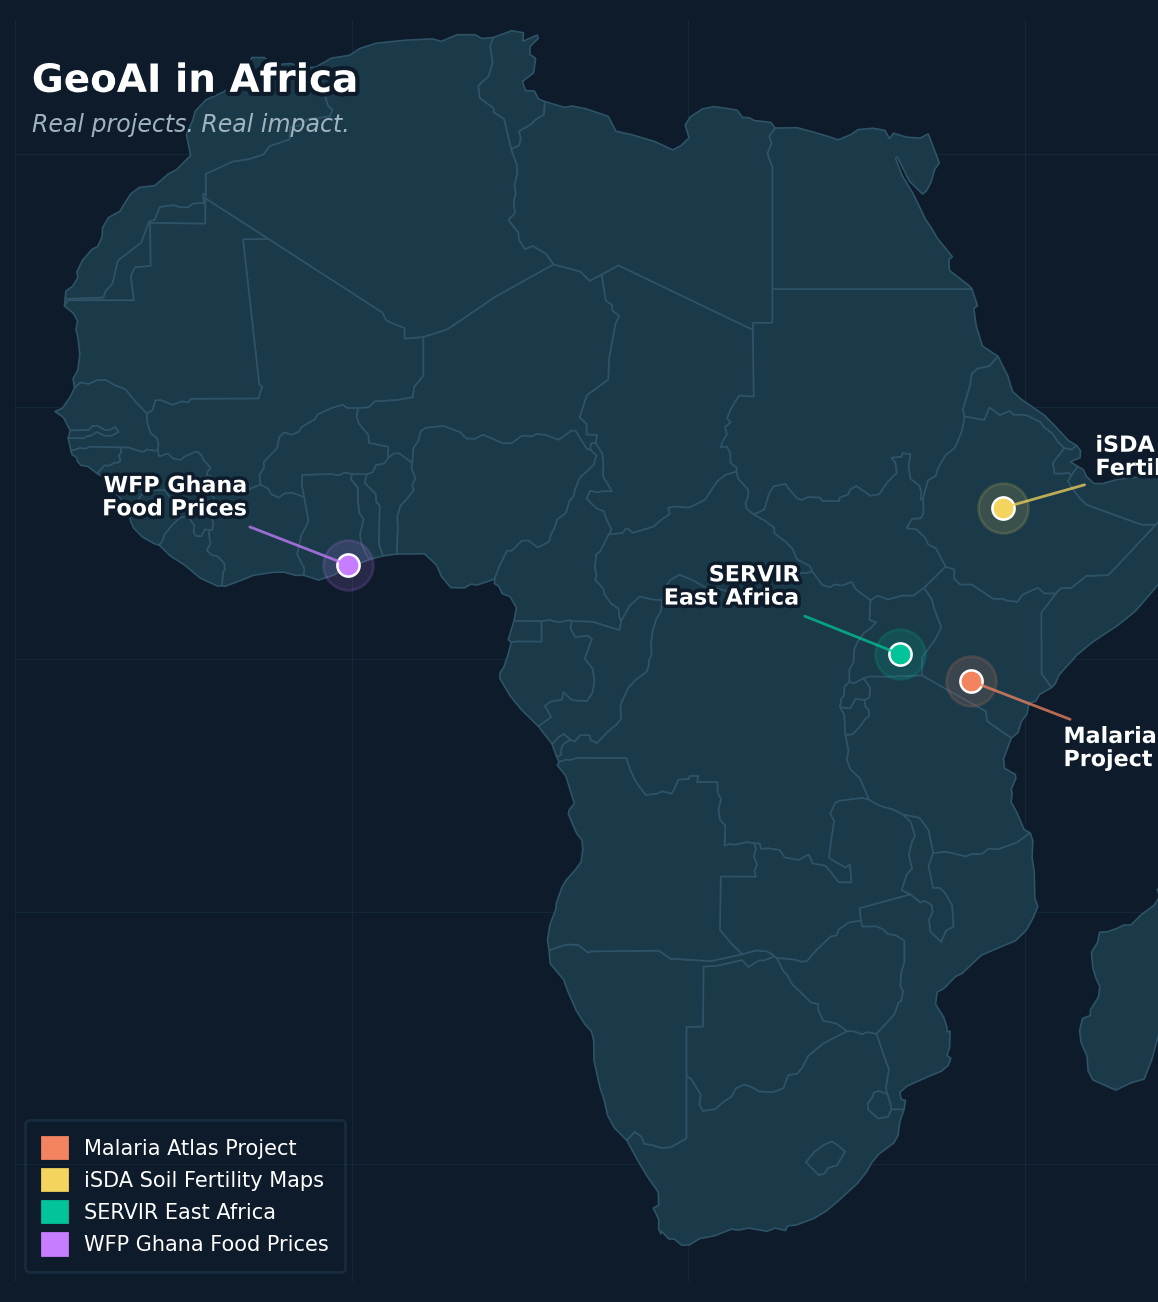 GeoAI in Africa
Real projects. Real impact.
iSDA
Fertil
WFP Ghana
Food Prices
SERVIR
East Africa
Malaria
Project
Malaria Atlas Project
iSDA Soil Fertility Maps
SERVIR East Africa
WFP Ghana Food Prices